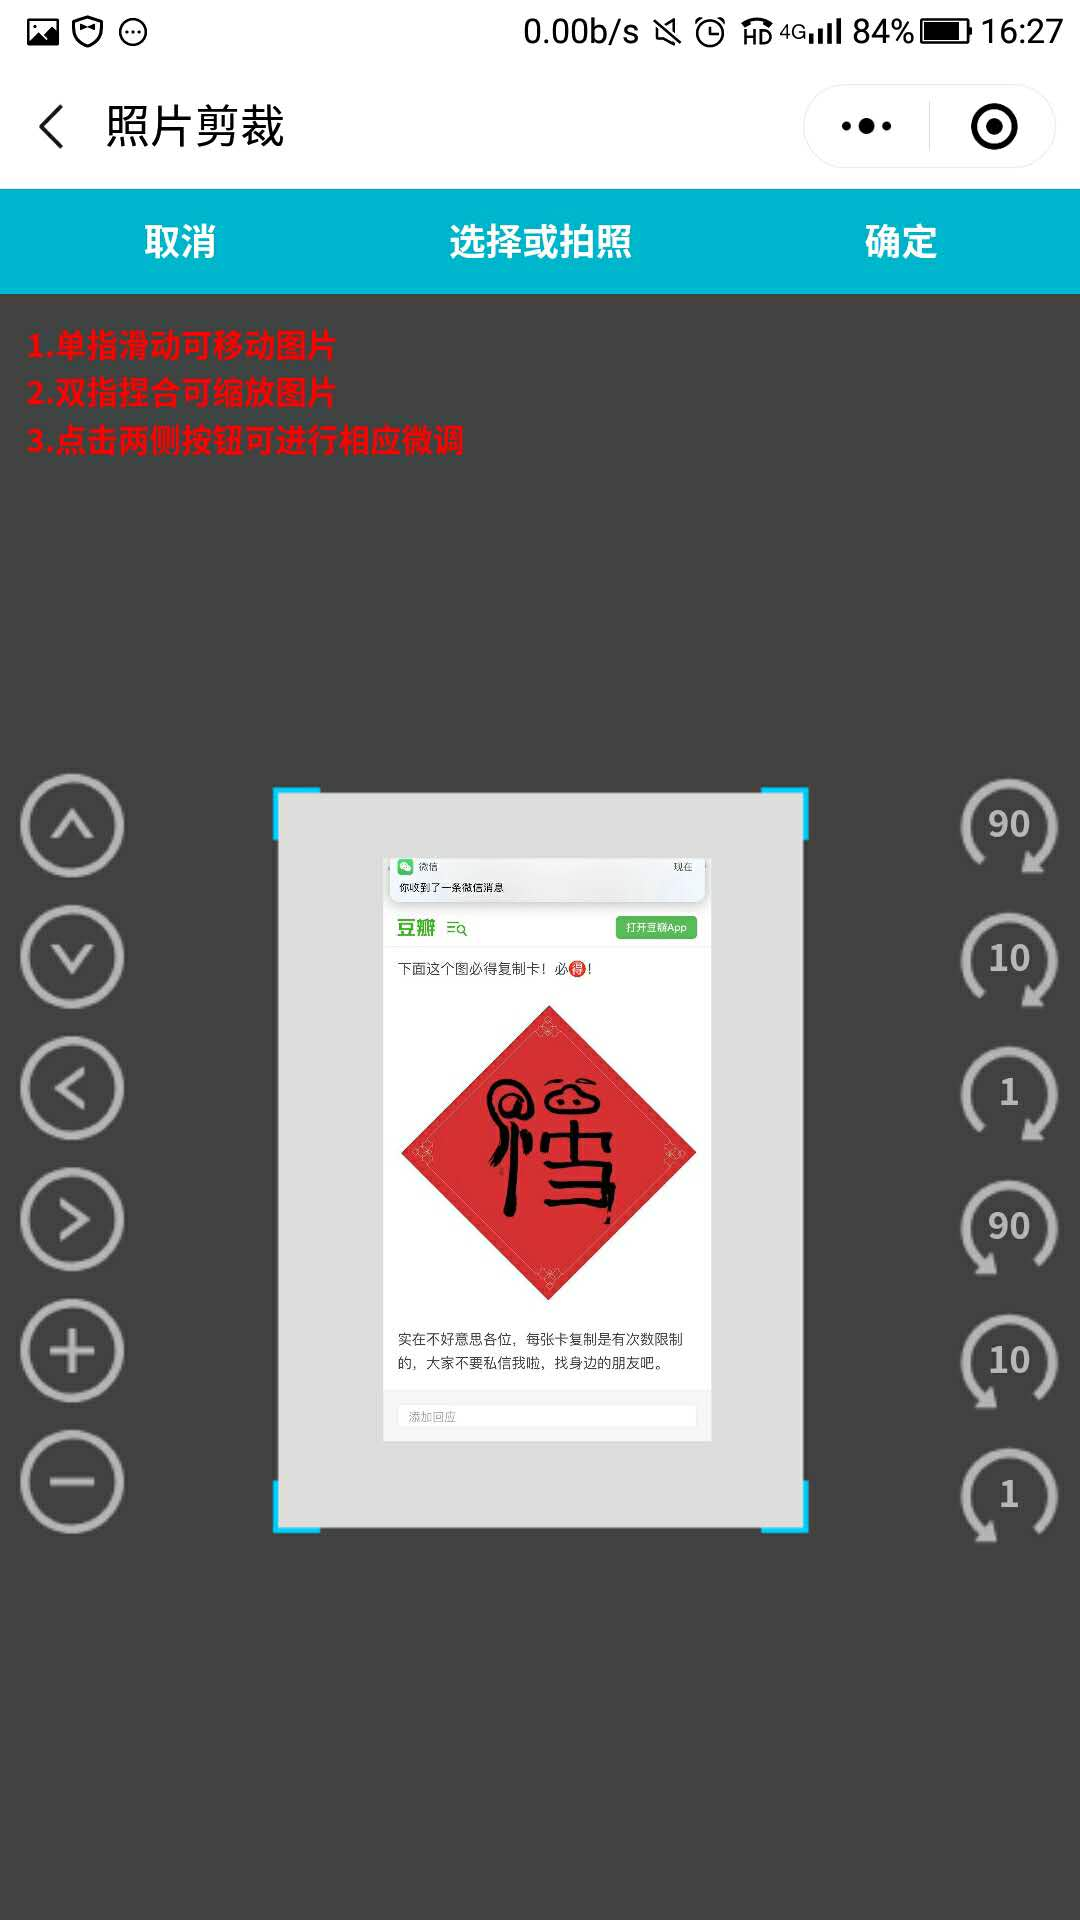 0.00b/s HD 4G 84% 16:27
照片剪裁
取消 选择或拍照 确定
1.单指滑动可移动图片
2.双指捏合可缩放图片
3.点击两侧按钮可进行相应微调
90
10
1
90
10
1
微信 现在
你收到了一条微信消息
豆瓣 打开豆瓣App
下面这个图必得复制卡！必得！
实在不好意思各位，每张卡复制是有次数限制
的，大家不要私信我啦，找身边的朋友吧。
添加回应